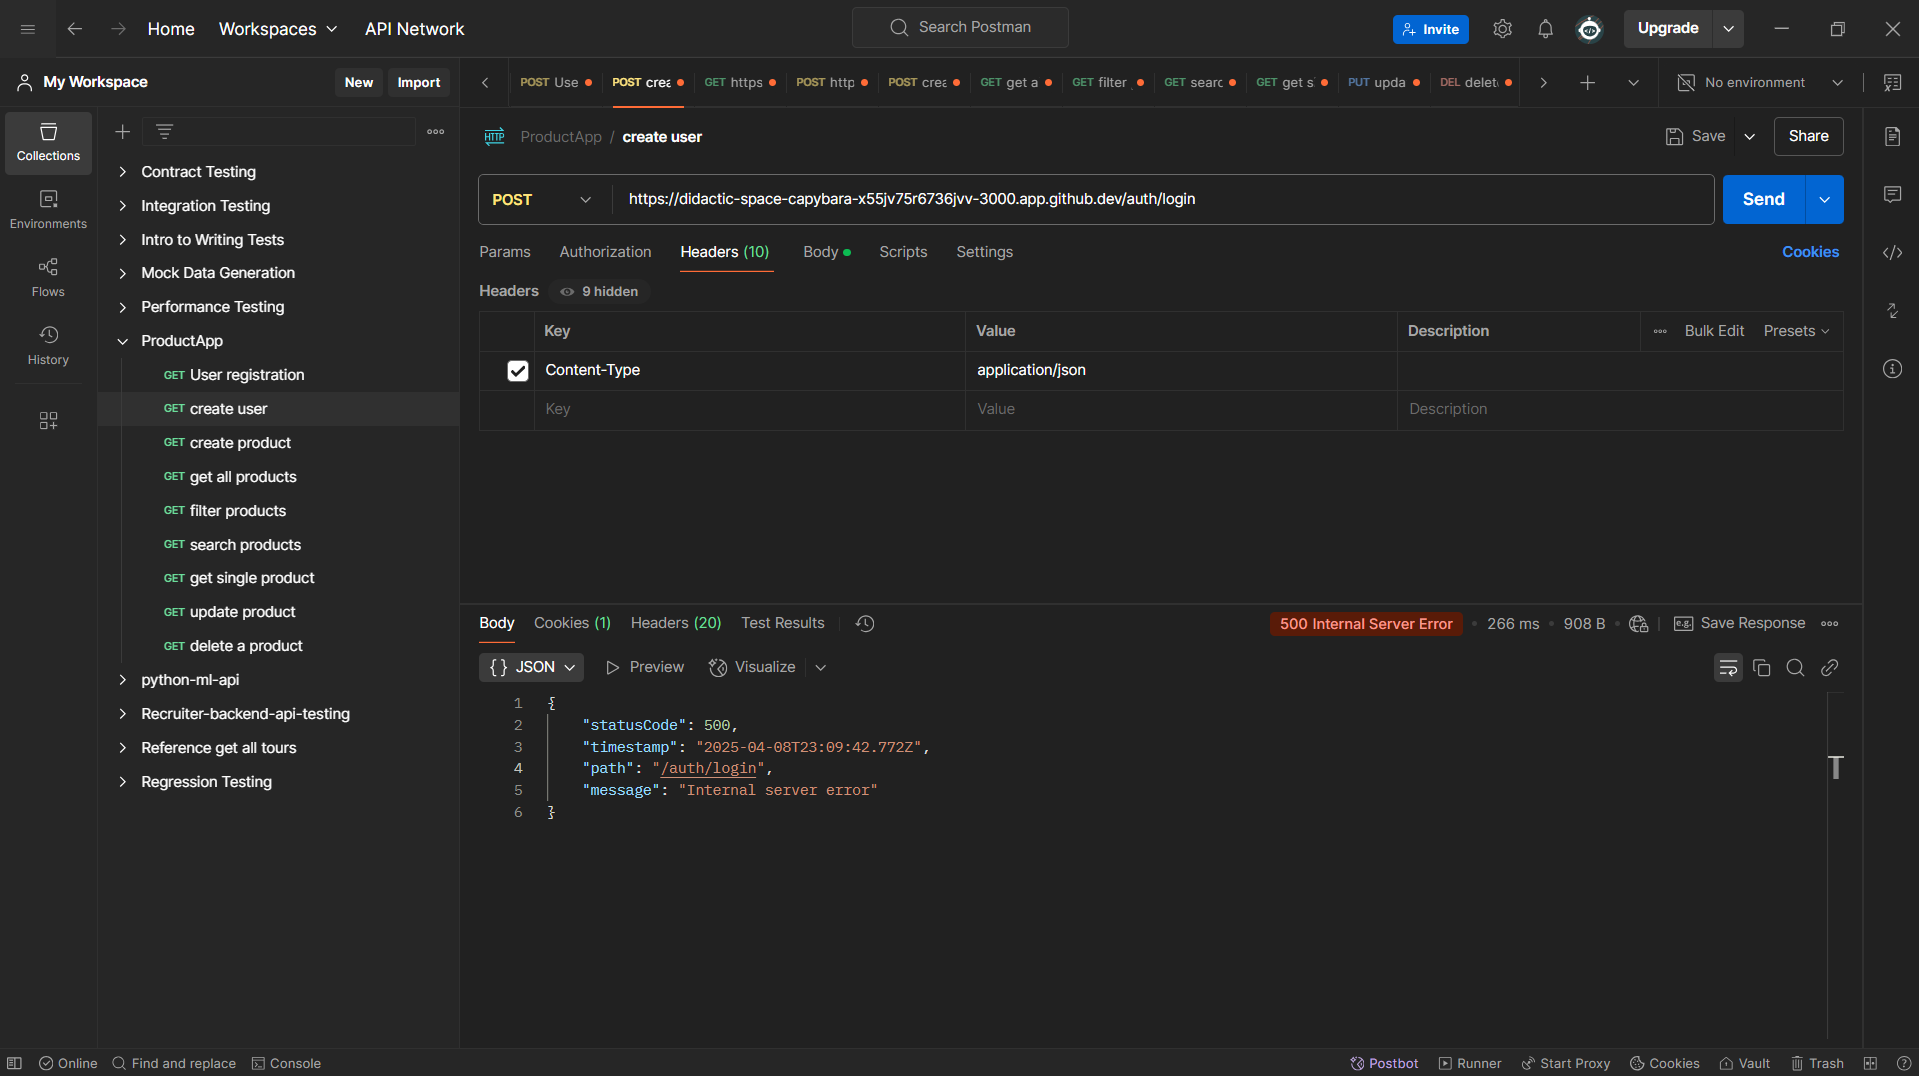 Home Workspaces API Network Search Postman Invite Upgrade
My Workspace New Import
POST Use POST crea GET https POST http POST crea GET get a GET filter GET searc GET get s PUT upda DEL delet No environment
Collections
Environments
Flows
History
Contract Testing
Integration Testing
Intro to Writing Tests
Mock Data Generation
Performance Testing
ProductApp
GET User registration
GET create user
GET create product
GET get all products
GET filter products
GET search products
GET get single product
GET update product
GET delete a product
python-ml-api
Recruiter-backend-api-testing
Reference get all tours
Regression Testing
HTTP ProductApp / create user Save Share
POST https://didactic-space-capybara-x55jv75r6736jvv-3000.app.github.dev/auth/login Send
Params Authorization Headers (10) Body Scripts Settings Cookies
Headers 9 hidden
Key Value Description Bulk Edit Presets
Content-Type application/json
Key Value Description
Body Cookies (1) Headers (20) Test Results 500 Internal Server Error • 266 ms • 908 B • e.g. Save Response
{} JSON Preview Visualize
1 {
2 "statusCode": 500,
3 "timestamp": "2025-04-08T23:09:42.772Z",
4 "path": "/auth/login",
5 "message": "Internal server error"
6 }
Online Find and replace Console Postbot Runner Start Proxy Cookies Vault Trash